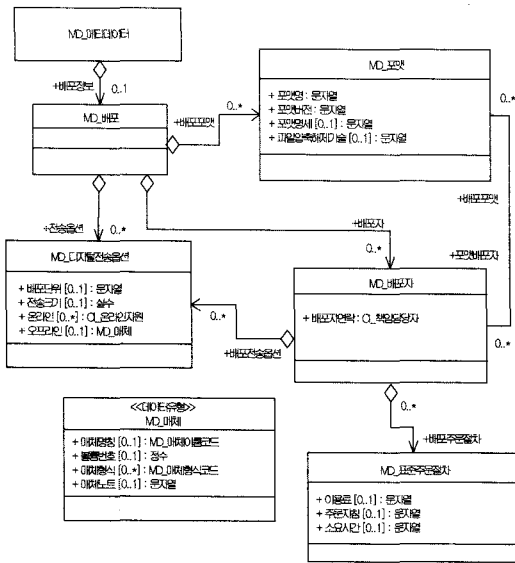 MD_메타데이터
+배포정보
0..1
MD_배포
+배포포맷
0..*
MD_포맷
+ 포맷명 : 문자열
+ 포맷버전 : 문자열
+ 포맷명세 [0..1] : 문자열
+ 파일압축해제기술 [0..1] : 문자열
0..*
+배포포맷
+포맷배포자
0..*
+전송옵션
0..*
+배포자
0..*
MD_디지털전송옵션
+ 배포단위 [0..1] : 문자열
+ 전송크기 [0..1] : 실수
+ 온라인 [0..*] : CI_온라인자원
+ 오프라인 [0..1] : MD_매체
0..*
+배포전송옵션
MD_배포자
+ 배포자연락 : CI_책임담당자
0..*
+배포주문절차
<<데이터유형>>
MD_매체
+ 매체명칭 [0..1] : MD_매체이름코드
+ 볼륨번호 [0..1] : 정수
+ 매체형식 [0..*] : MD_매체형식코드
+ 매체노트 [0..1] : 문자열
MD_표준주문절차
+ 이용료 [0..1] : 문자열
+ 주문지침 [0..1] : 문자열
+ 소요시간 [0..1] : 문자열